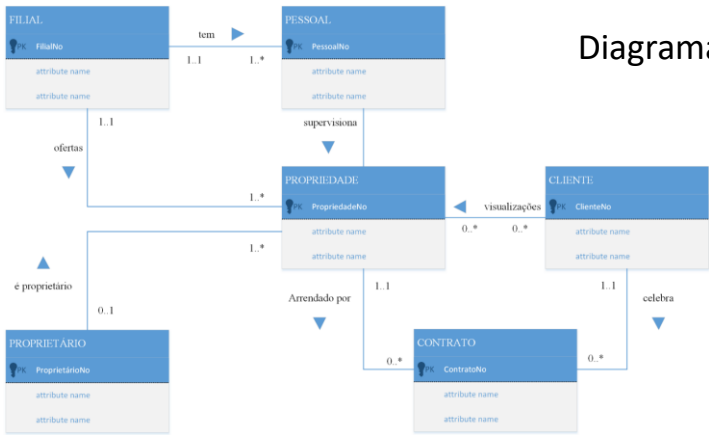 FILIAL
PK FilialNo
attribute name
attribute name
tem
1..1
1..*
PESSOAL
PK PessoalNo
attribute name
attribute name
Diagrama
1..1
ofertas
1..*
supervisiona
PROPRIEDADE
PK PropriedadeNo
attribute name
attribute name
visualizações
0..*
0..*
CLIENTE
PK ClienteNo
attribute name
attribute name
1..*
é proprietário
0..1
PROPRIETÁRIO
PK ProprietárioNo
attribute name
attribute name
Arrendado por
1..1
0..*
1..1
celebra
0..*
CONTRATO
PK ContratoNo
attribute name
attribute name